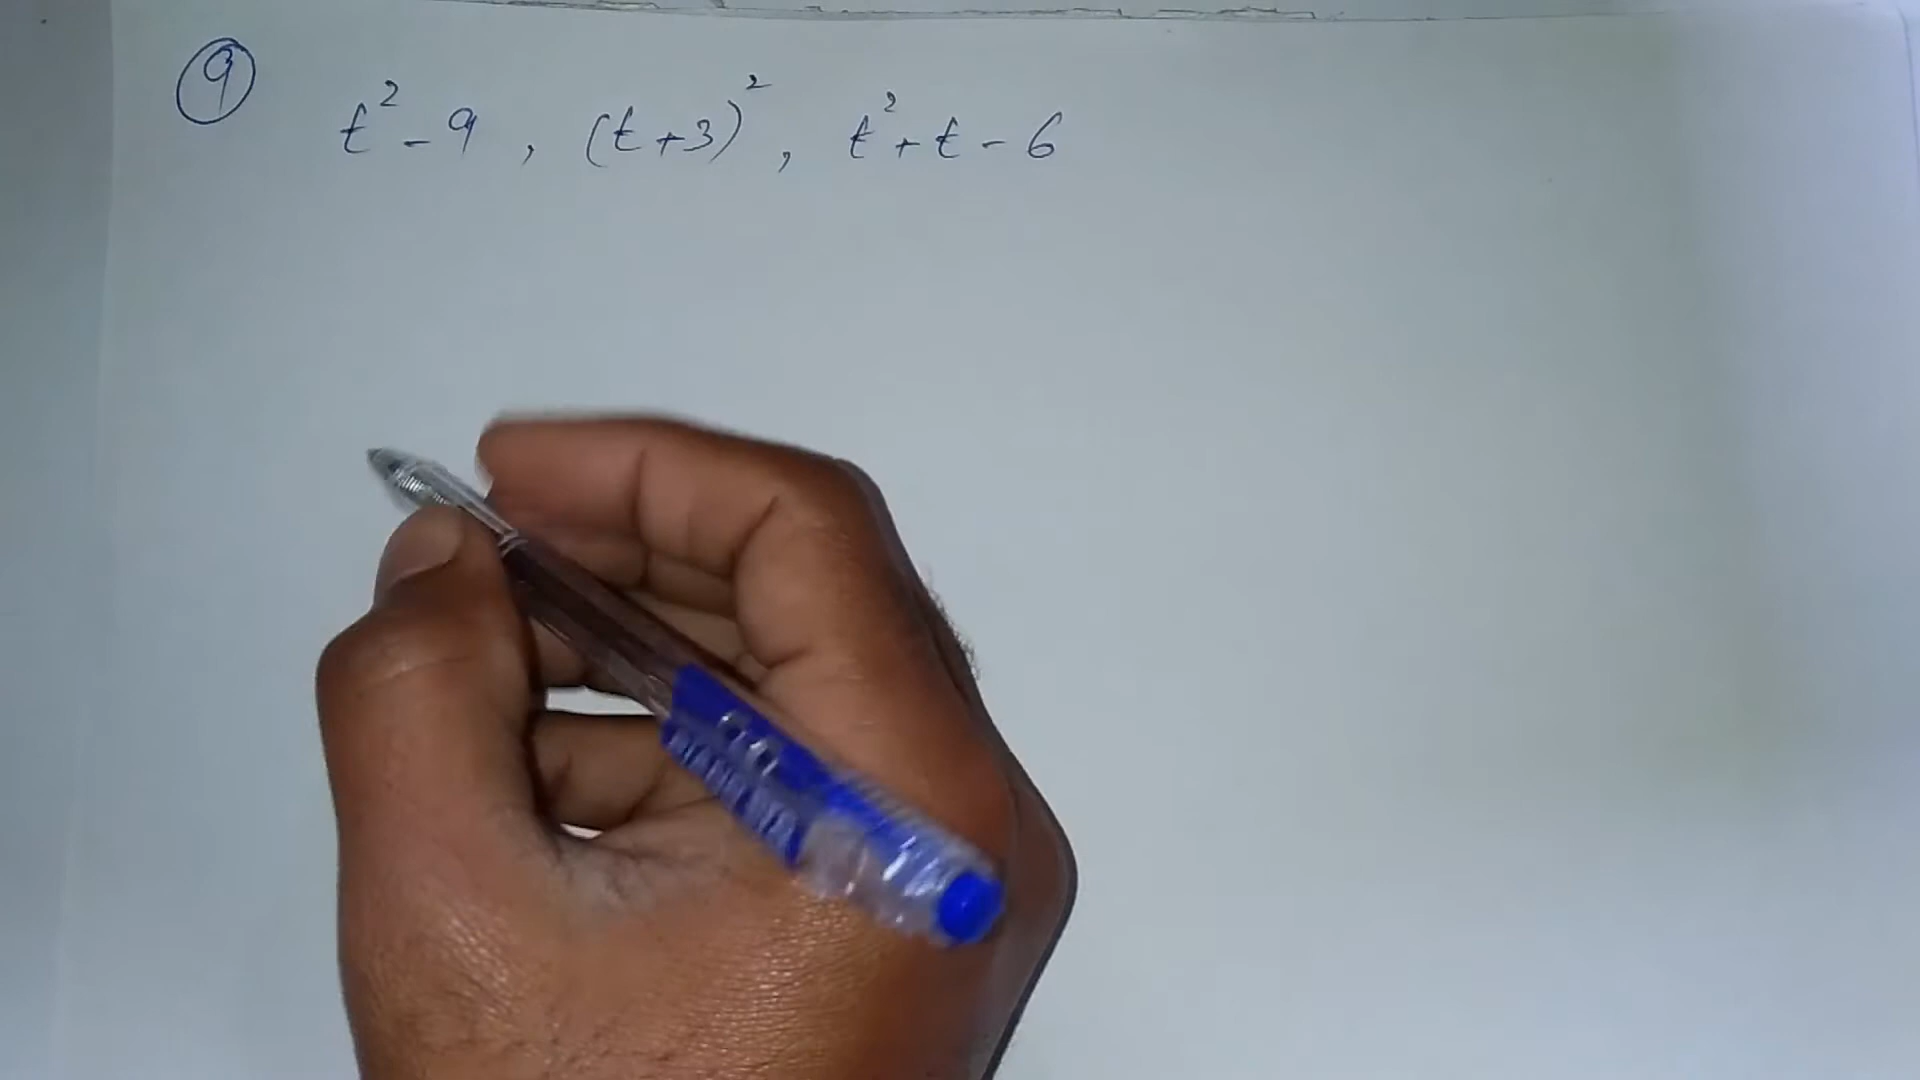 9 t² - 9 , (t + 3)² , t² + t - 6